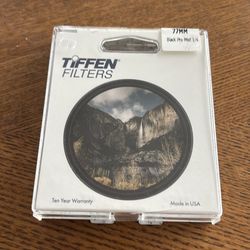 77MM
Black Pro Mist 1/4
TIFFEN
FILTERS
Ten Year Warranty
Made in USA